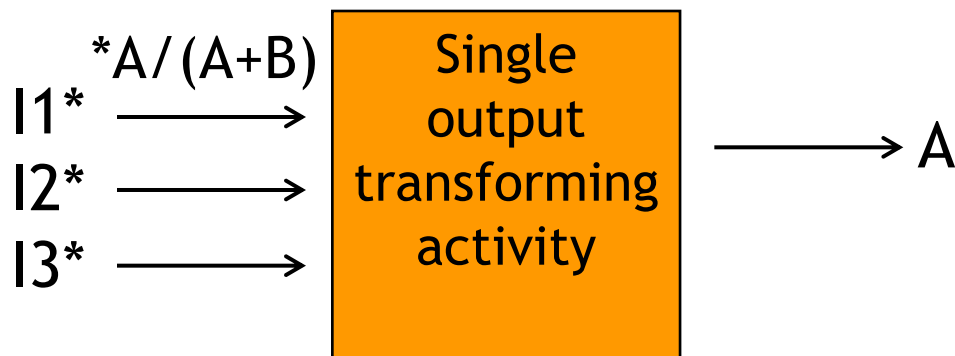 *A/(A+B)
I1*
I2*
I3*
Single
output
transforming
activity
A